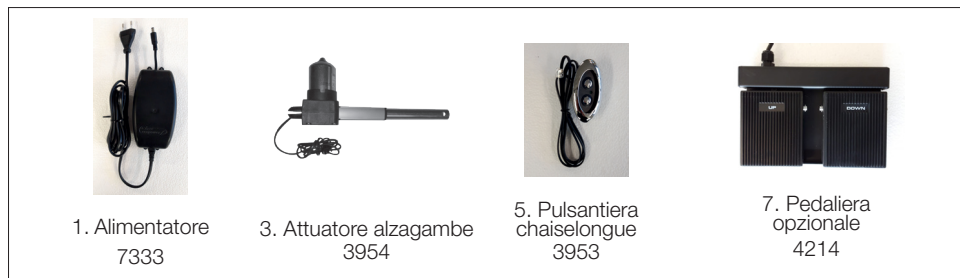 UP
DOWN
1. Alimentatore
7333
3. Attuatore alzagambe
3954
5. Pulsantiera
chaiselongue
3953
7. Pedaliera
opzionale
4214